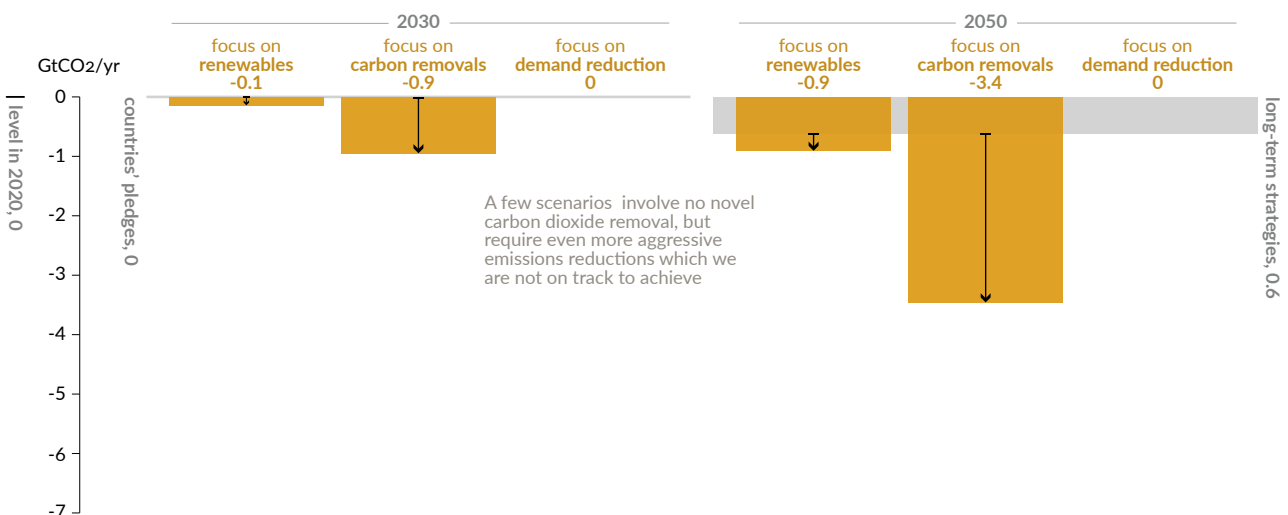 2030
2050
focus on
renewables
-0.1
focus on
carbon removals
-0.9
focus on
demand reduction
0
focus on
renewables
-0.9
focus on
carbon removals
-3.4
focus on
demand reduction
0
GtCO2/yr
0
-1
-2
-3
-4
-5
-6
-7
level in 2020, 0
countries' pledges, 0
A few scenarios  involve no novel
carbon dioxide removal, but
require even more aggressive
emissions reductions which we
are not on track to achieve
long-term strategies, 0.6